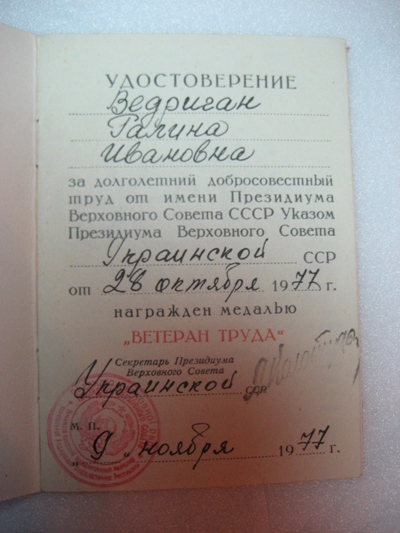 УДОСТОВЕРЕНИЕ
Ведриган
Галина
Ивановна
за долголетний добросовестный
труд от имени Президиума
Верховного Совета СССР Указом
Президиума Верховного Совета
Украинской ССР
от 28 октября 1977 г.
награжден медалью
„ВЕТЕРАН ТРУДА"
Секретарь Президиума
Верховного Совета
Украинской ССР
М. П.
„9" ноября 1977 г.